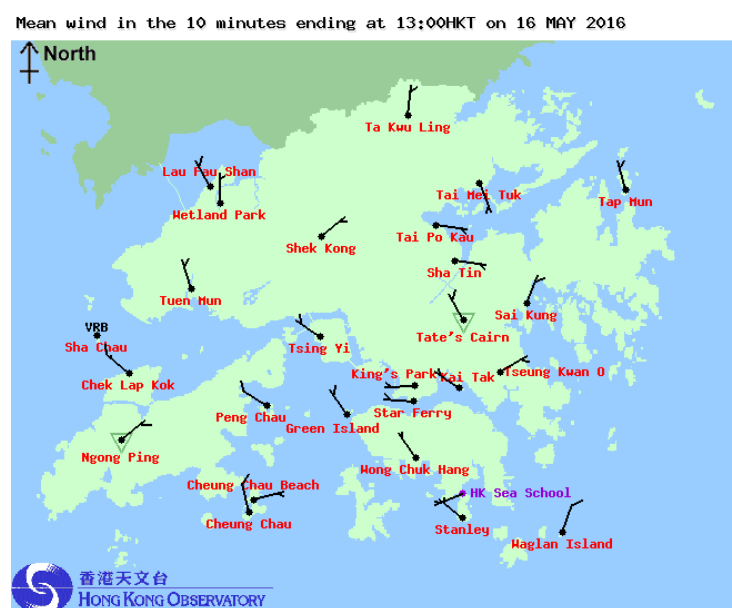 Mean wind in the 10 minutes ending at 13:00HKT on 16 MAY 2016
North
Ta Kwu Ling
Lau Fau Shan
Wetland Park
Tai Mei Tuk
Tap Mun
Shek Kong
Tai Po Kau
Sha Tin
Tuen Mun
Sai Kung
VRB
Sha Chau
Tsing Yi
Tate's Cairn
Chek Lap Kok
King's Park
Kai Tak
Tseung Kwan O
Peng Chau
Green Island
Star Ferry
Ngong Ping
Wong Chuk Hang
Cheung Chau Beach
HK Sea School
Cheung Chau
Stanley
Waglan Island
香港天文台
HONG KONG OBSERVATORY